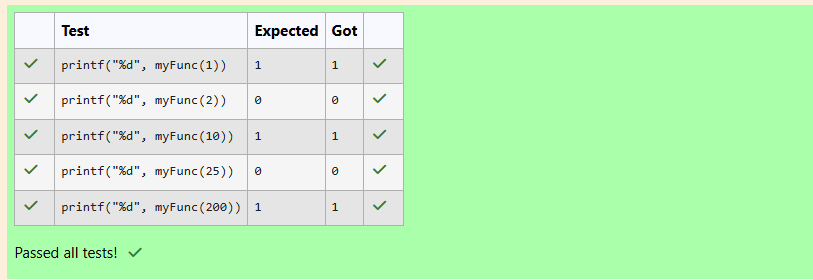 Test Expected Got
printf("%d", myFunc(1)) 1 1
printf("%d", myFunc(2)) 0 0
printf("%d", myFunc(10)) 1 1
printf("%d", myFunc(25)) 0 0
printf("%d", myFunc(200)) 1 1
Passed all tests!